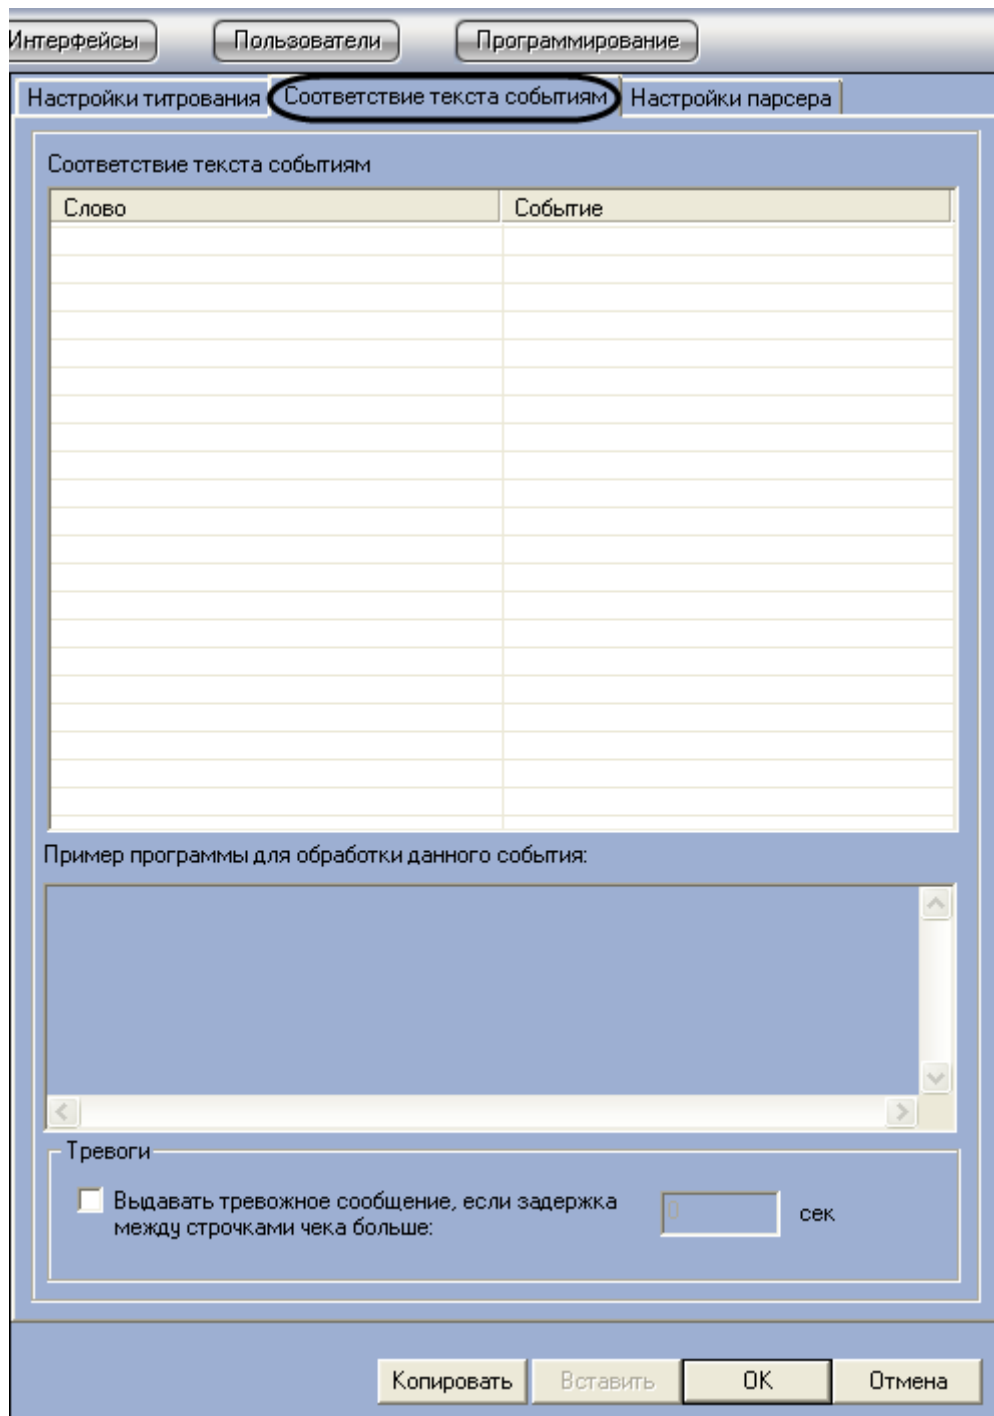 Интерфейсы Пользователи Программирование
Настройки титрования Соответствие текста событиям Настройки парсера
Соответствие текста событиям
Слово Событие
Пример программы для обработки данного события:
Тревоги
Выдавать тревожное сообщение, если задержка
между строчками чека больше:
0 сек
Копировать Вставить OK Отмена